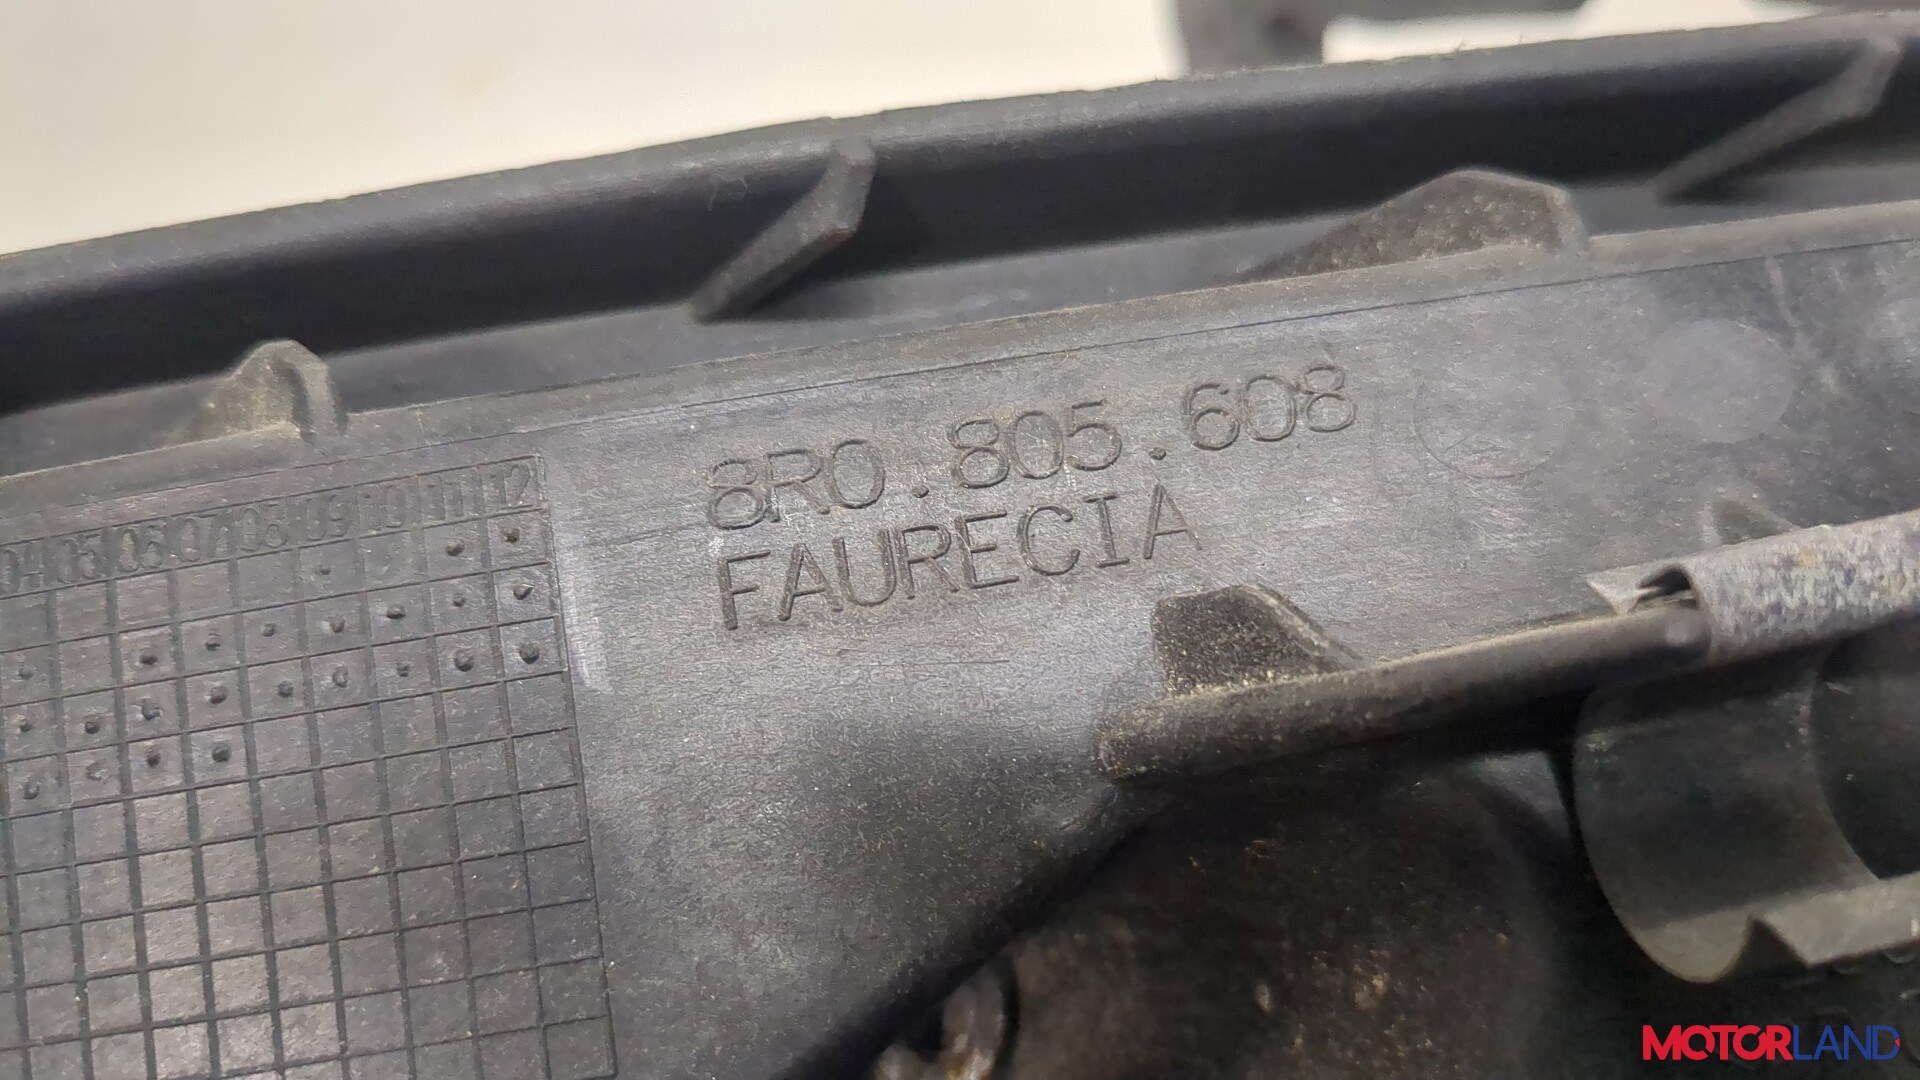 8R0.805.608
FAURECIA
04 05 06 07 08 09 10 11 12
MOTORLAND